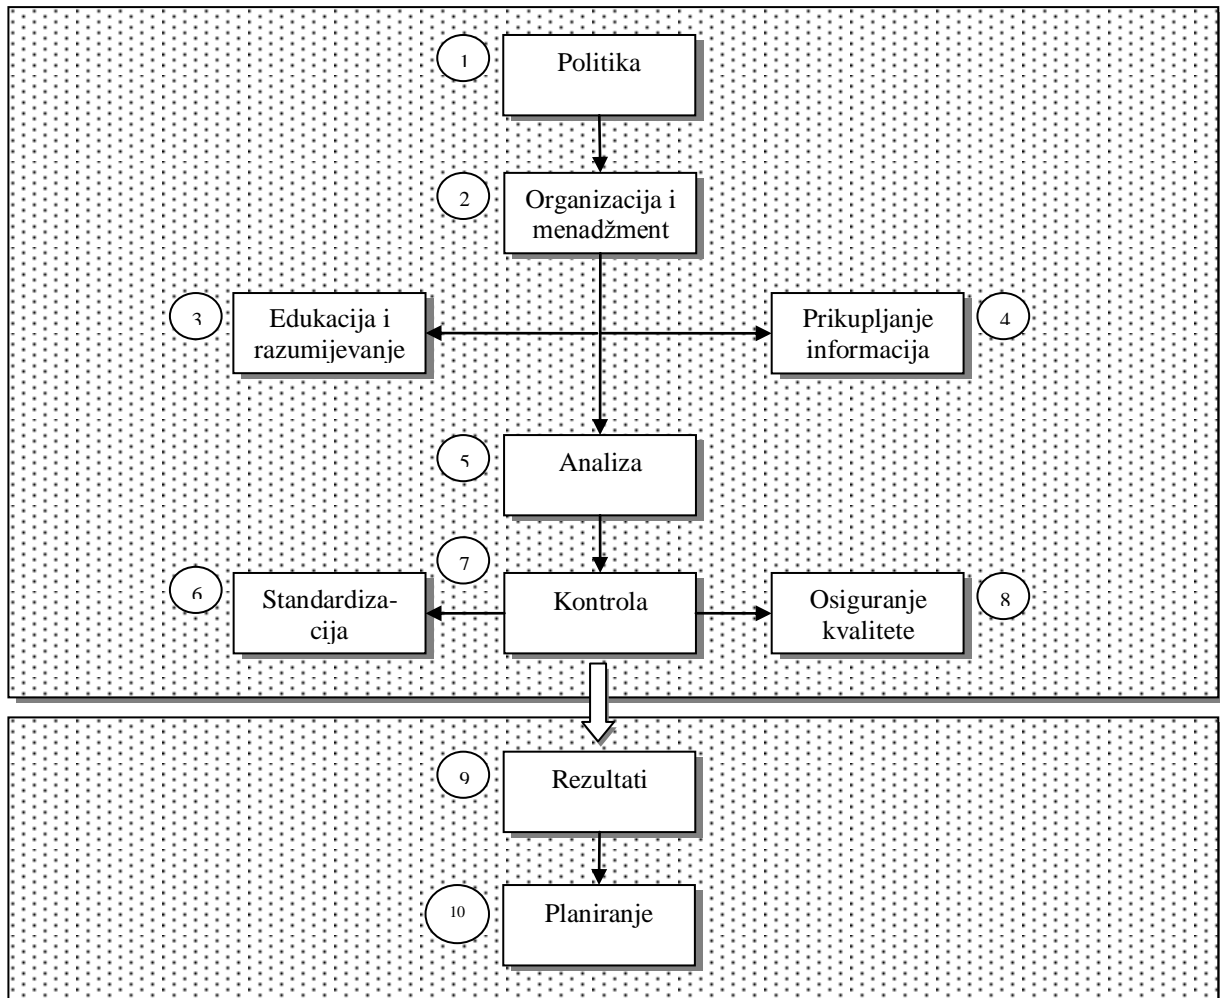 1
Politika
2
Organizacija i
menadžment
3
Edukacija i
razumijevanje
Prikupljanje
informacija
4
5
Analiza
6
Standardiza-
cija
7
Kontrola
Osiguranje
kvalitete
8
9
Rezultati
10
Planiranje